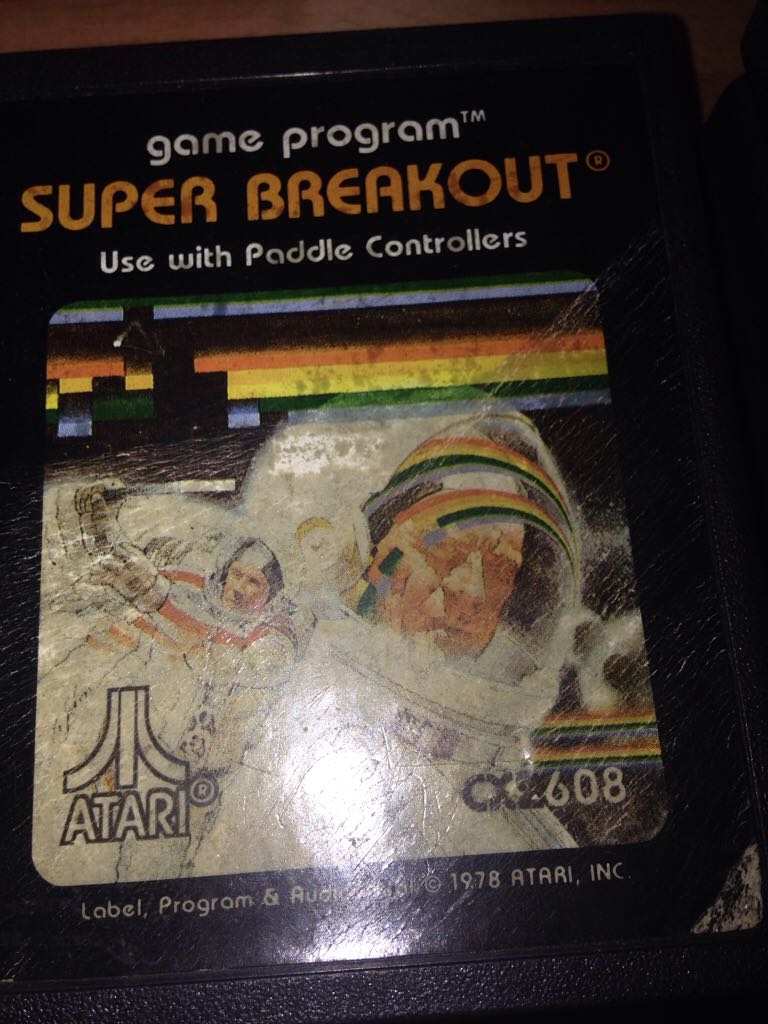 game program™
SUPER BREAKOUT®
Use with Paddle Controllers
ATARI®
CX2608
Label, Program & © 1978 ATARI, INC.